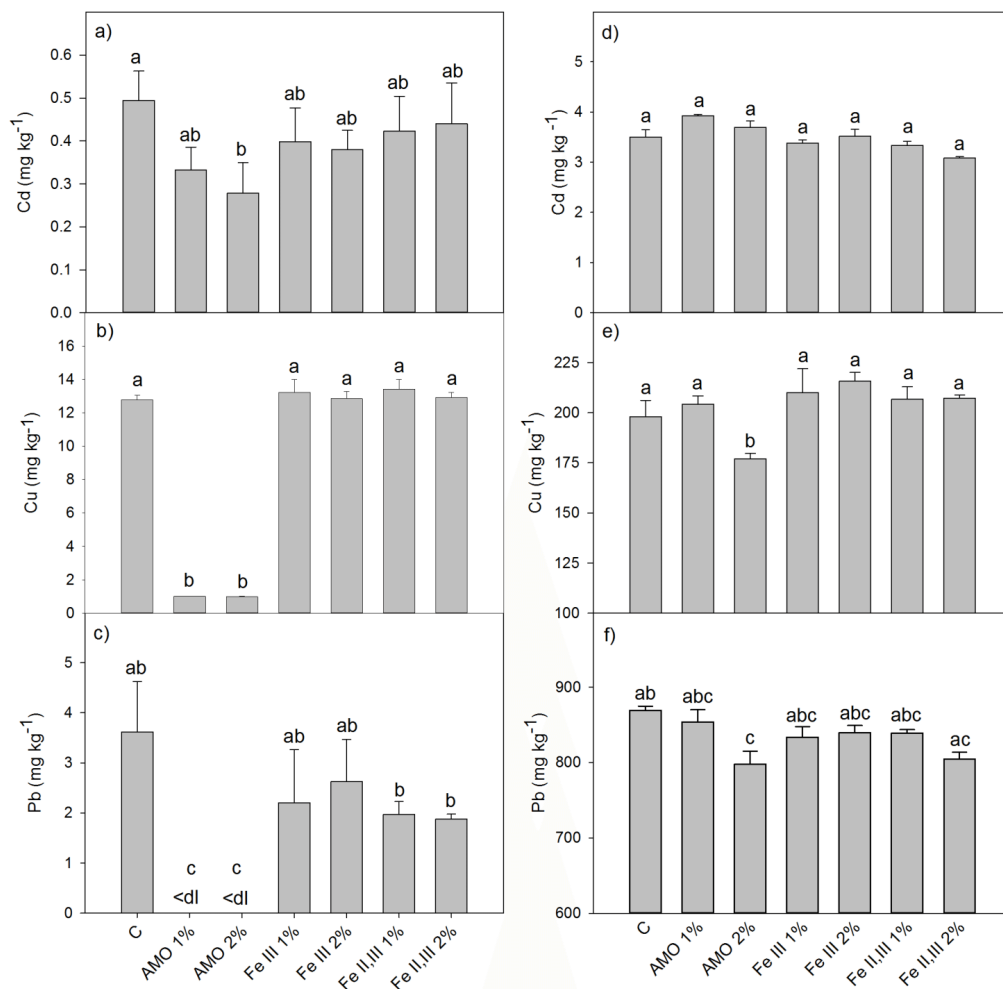 a)
Cd (mg kg-1)
0.6
0.5
0.4
0.3
0.2
0.1
0.0
a
ab
b
ab
ab
ab
ab
b)
Cu (mg kg-1)
16
14
12
10
8
6
4
2
0
a
b
b
a
a
a
a
c)
Pb (mg kg-1)
5
4
3
2
1
0
ab
c
<dl
c
<dl
ab
ab
b
b
C
AMO 1%
AMO 2%
Fe III 1%
Fe III 2%
Fe II,III 1%
Fe II,III 2%
d)
Cd (mg kg-1)
5
4
3
2
1
0
a
a
a
a
a
a
a
e)
Cu (mg kg-1)
225
200
175
150
125
100
a
a
b
a
a
a
a
f)
Pb (mg kg-1)
900
800
700
600
ab
abc
c
abc
abc
abc
ac
C
AMO 1%
AMO 2%
Fe III 1%
Fe III 2%
Fe II,III 1%
Fe II,III 2%